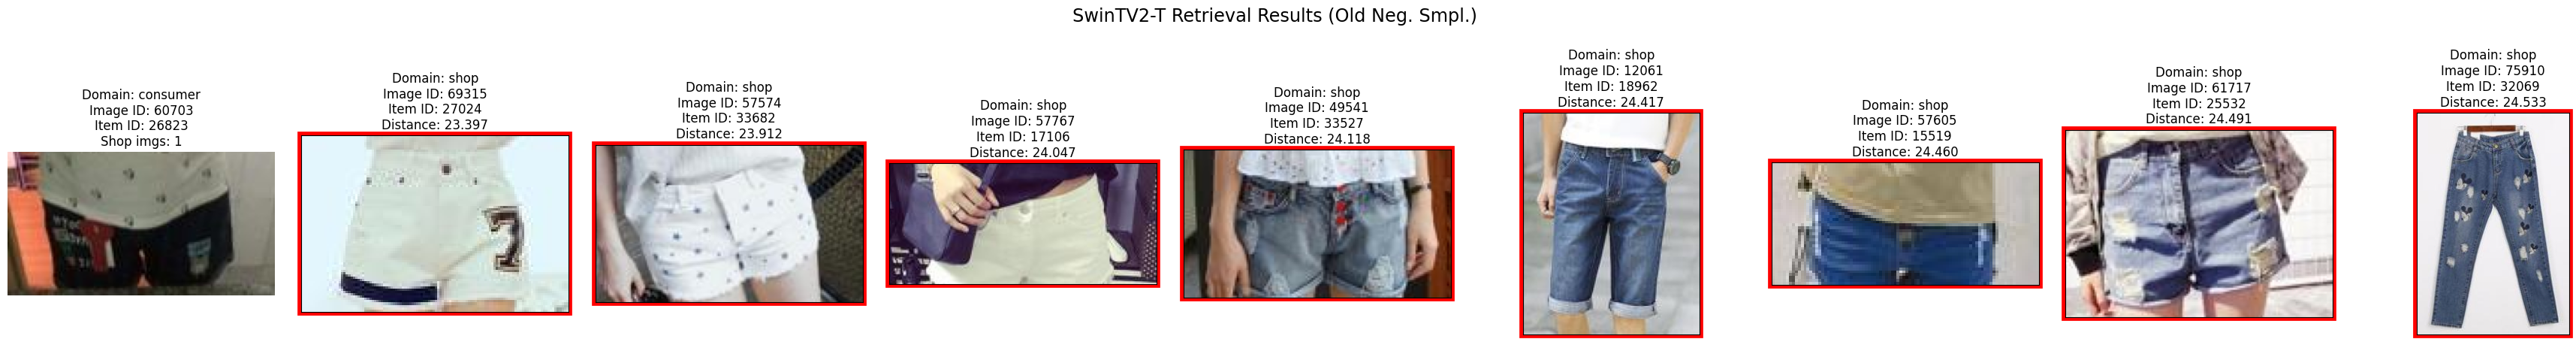 SwinTV2-T Retrieval Results (Old Neg. Smpl.)
Domain: consumer
Image ID: 60703
Item ID: 26823
Shop imgs: 1
Domain: shop
Image ID: 69315
Item ID: 27024
Distance: 23.397
Domain: shop
Image ID: 57574
Item ID: 33682
Distance: 23.912
Domain: shop
Image ID: 57767
Item ID: 17106
Distance: 24.047
Domain: shop
Image ID: 49541
Item ID: 33527
Distance: 24.118
Domain: shop
Image ID: 12061
Item ID: 18962
Distance: 24.417
Domain: shop
Image ID: 57605
Item ID: 15519
Distance: 24.460
Domain: shop
Image ID: 61717
Item ID: 25532
Distance: 24.491
Domain: shop
Image ID: 75910
Item ID: 32069
Distance: 24.533